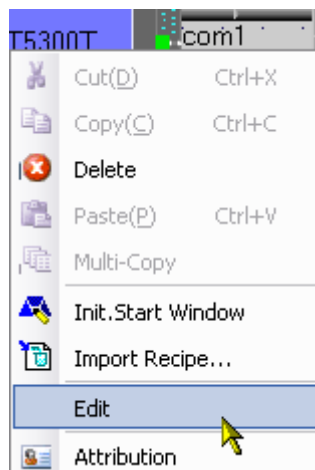 T5300T
com1
Cut(D) Ctrl+X
Copy(C) Ctrl+C
Delete
Paste(P) Ctrl+V
Multi-Copy
Init.Start Window
Import Recipe...
Edit
Attribution